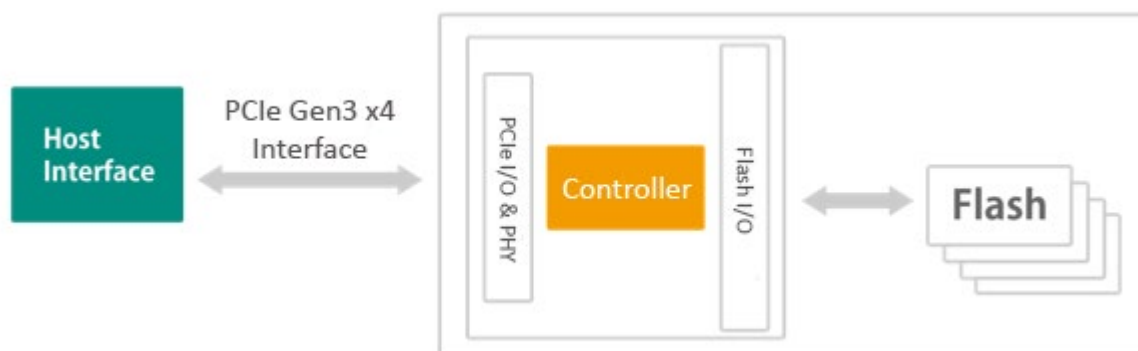 Host
Interface
PCIe Gen3 x4
Interface
PCIe I/O & PHY
Controller
Flash I/O
Flash